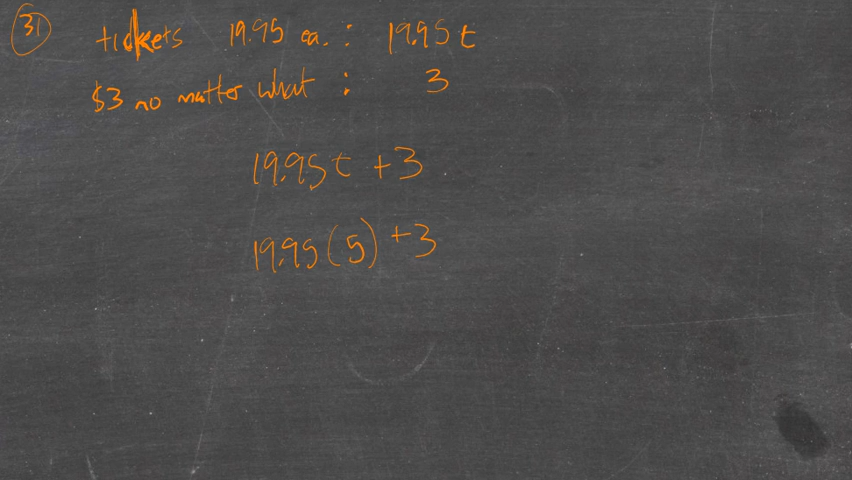 31 tickets 19.95 ea. : 19.95t
$3 no matter what : 3
19.95t + 3
19.95(5) + 3